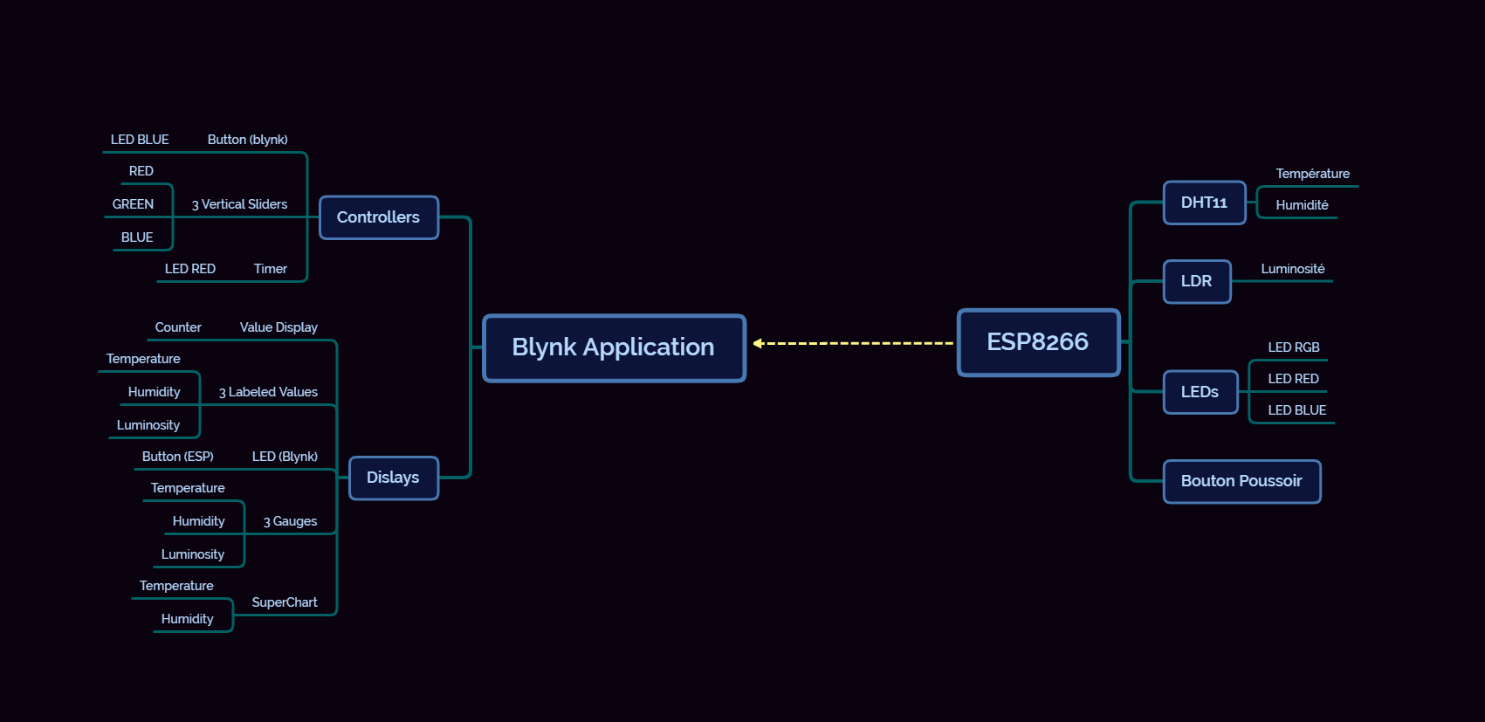 LED BLUE Button (blynk)
RED
GREEN 3 Vertical Sliders
BLUE
LED RED Timer
Controllers
Counter Value Display
Temperature
Humidity 3 Labeled Values
Luminosity
Button (ESP) LED (Blynk)
Temperature
Humidity 3 Gauges
Luminosity
Temperature
SuperChart
Humidity
Dislays
Blynk Application
ESP8266
DHT11
Température
Humidité
LDR Luminosité
LEDs
LED RGB
LED RED
LED BLUE
Bouton Poussoir